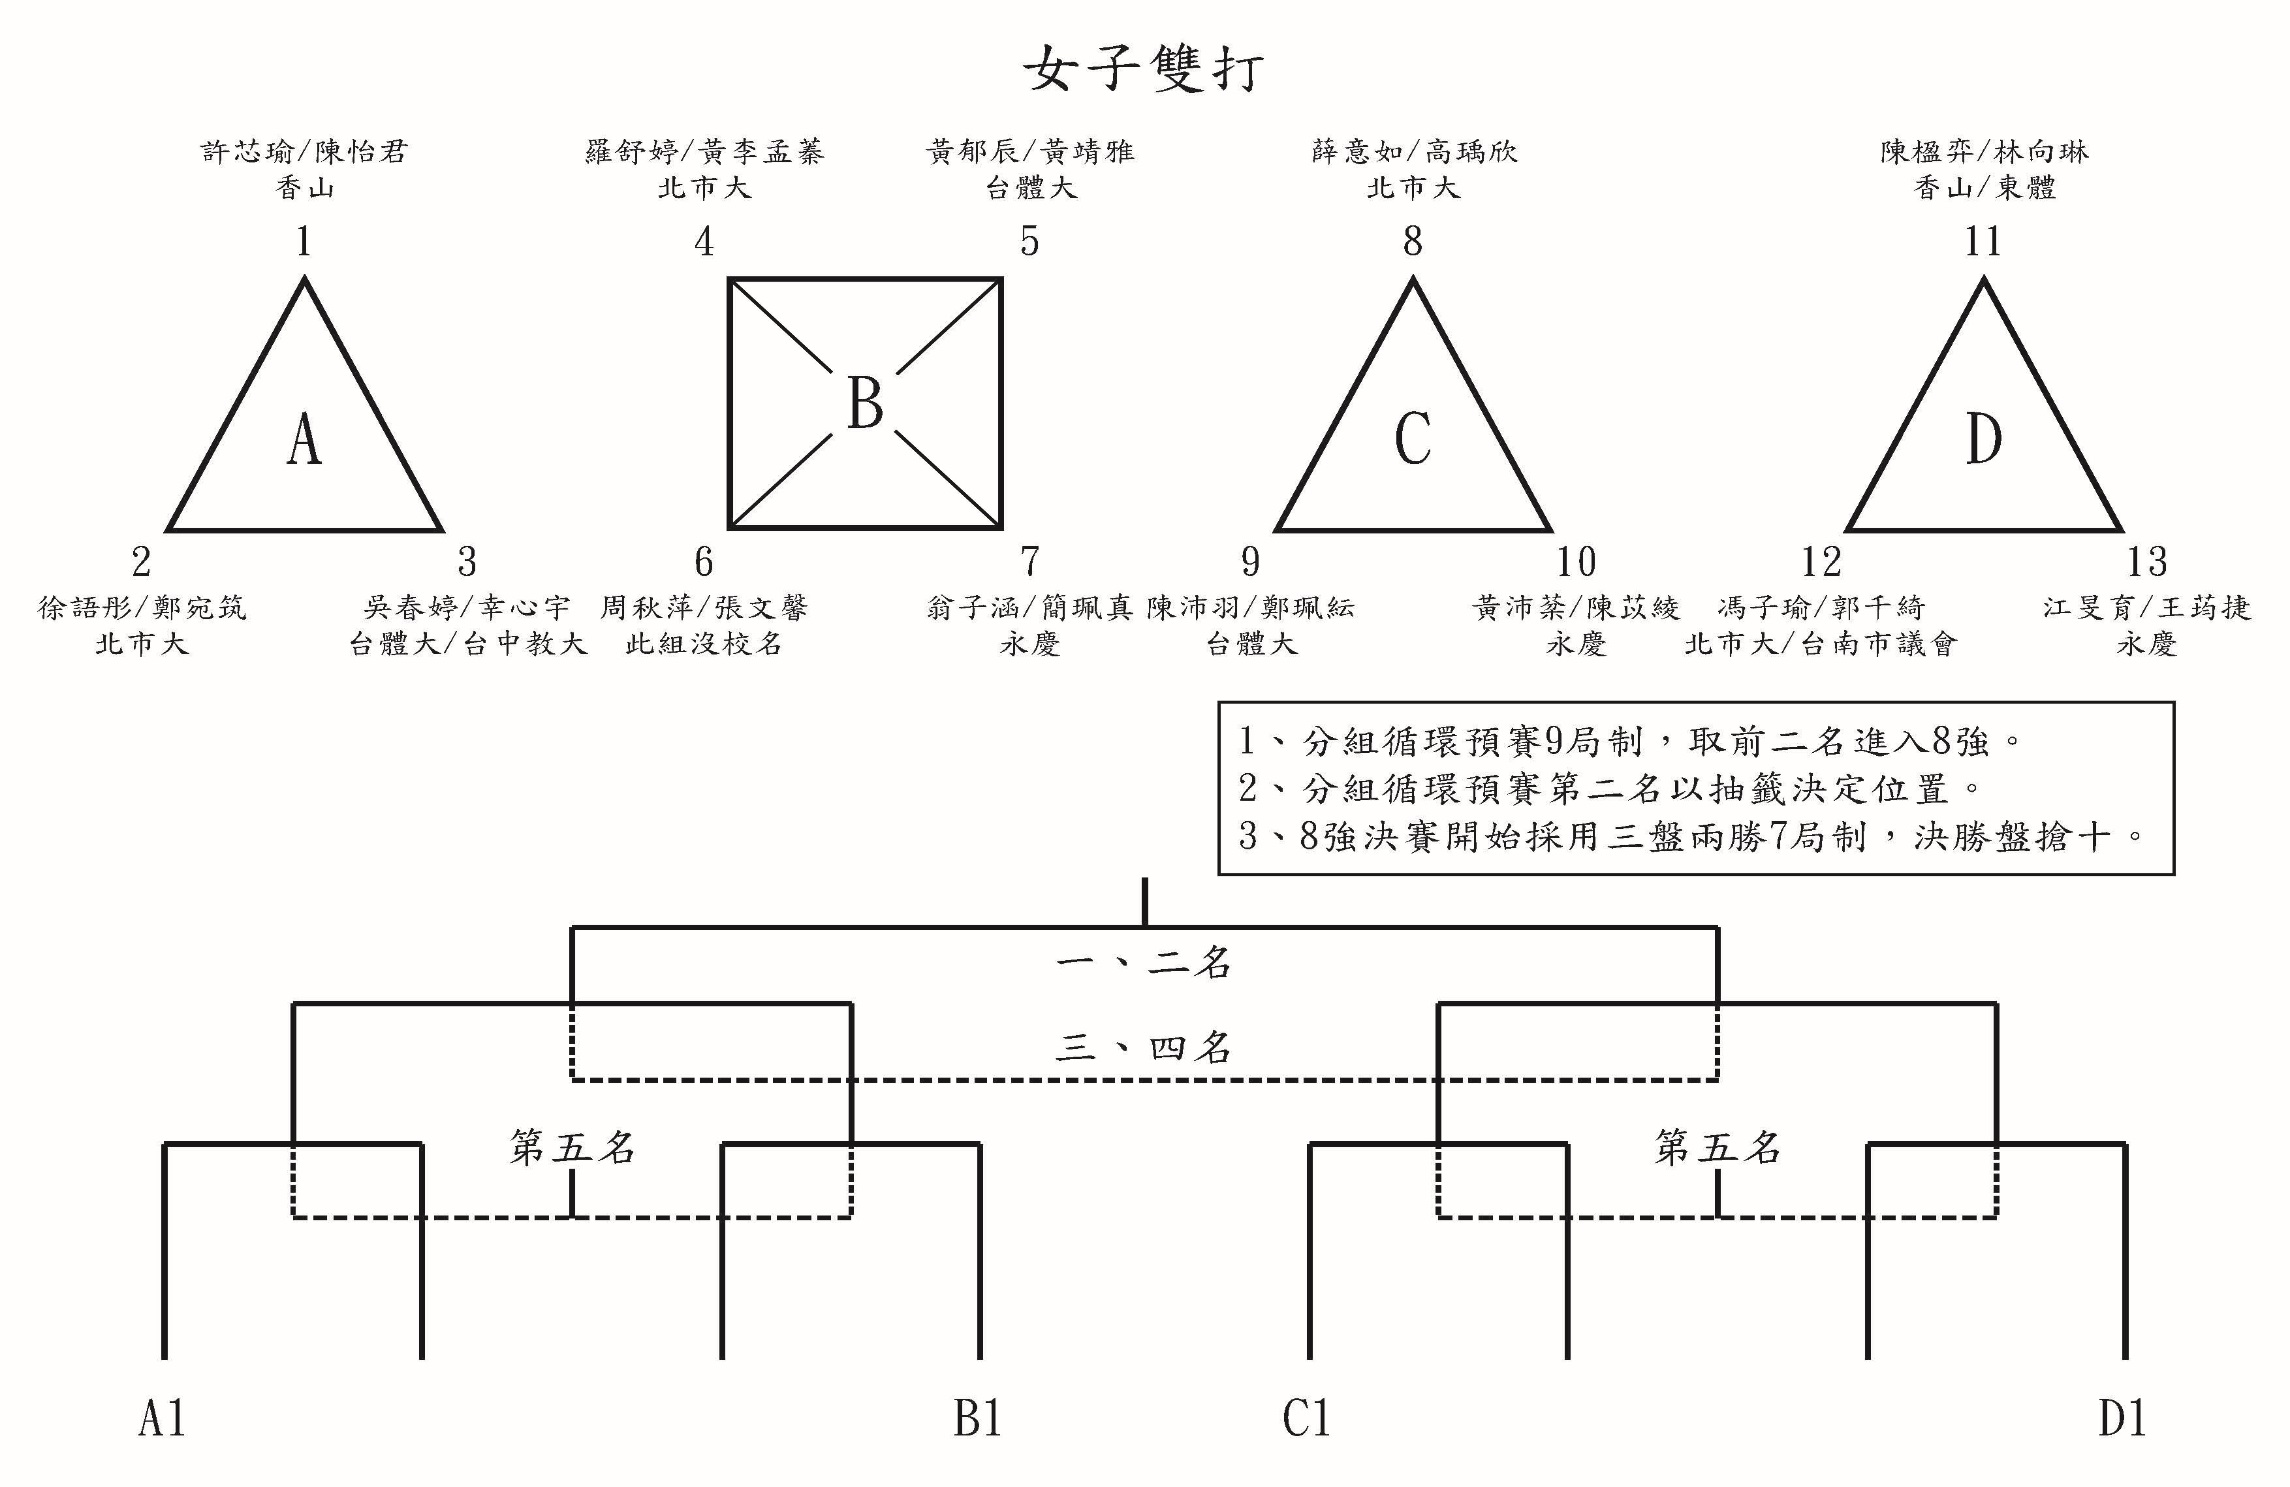 女子雙打
許芯瑜/陳怡君
香山
1
A
2
徐語彤/鄭宛筑
北市大
3
吳春婷/幸心宇
台體大/台中教大
羅舒婷/黃李孟蓁
北市大
4
黃郁辰/黃靖雅
台體大
5
B
6
周秋萍/張文馨
此組沒校名
7
翁子涵/簡珮真
永慶
薛意如/高瑀欣
北市大
8
C
9
陳沛羽/鄭珮紜
台體大
10
黃沛棻/陳苡綾
永慶
陳楹弈/林向琳
香山/東體
11
D
12
馮子瑜/郭千綺
北市大/台南市議會
13
江旻育/王荺捷
永慶
1、分組循環預賽9局制，取前二名進入8強。
2、分組循環預賽第二名以抽籤決定位置。
3、8強決賽開始採用三盤兩勝7局制，決勝盤搶十。
一、二名
三、四名
第五名
第五名
A1
B1
C1
D1